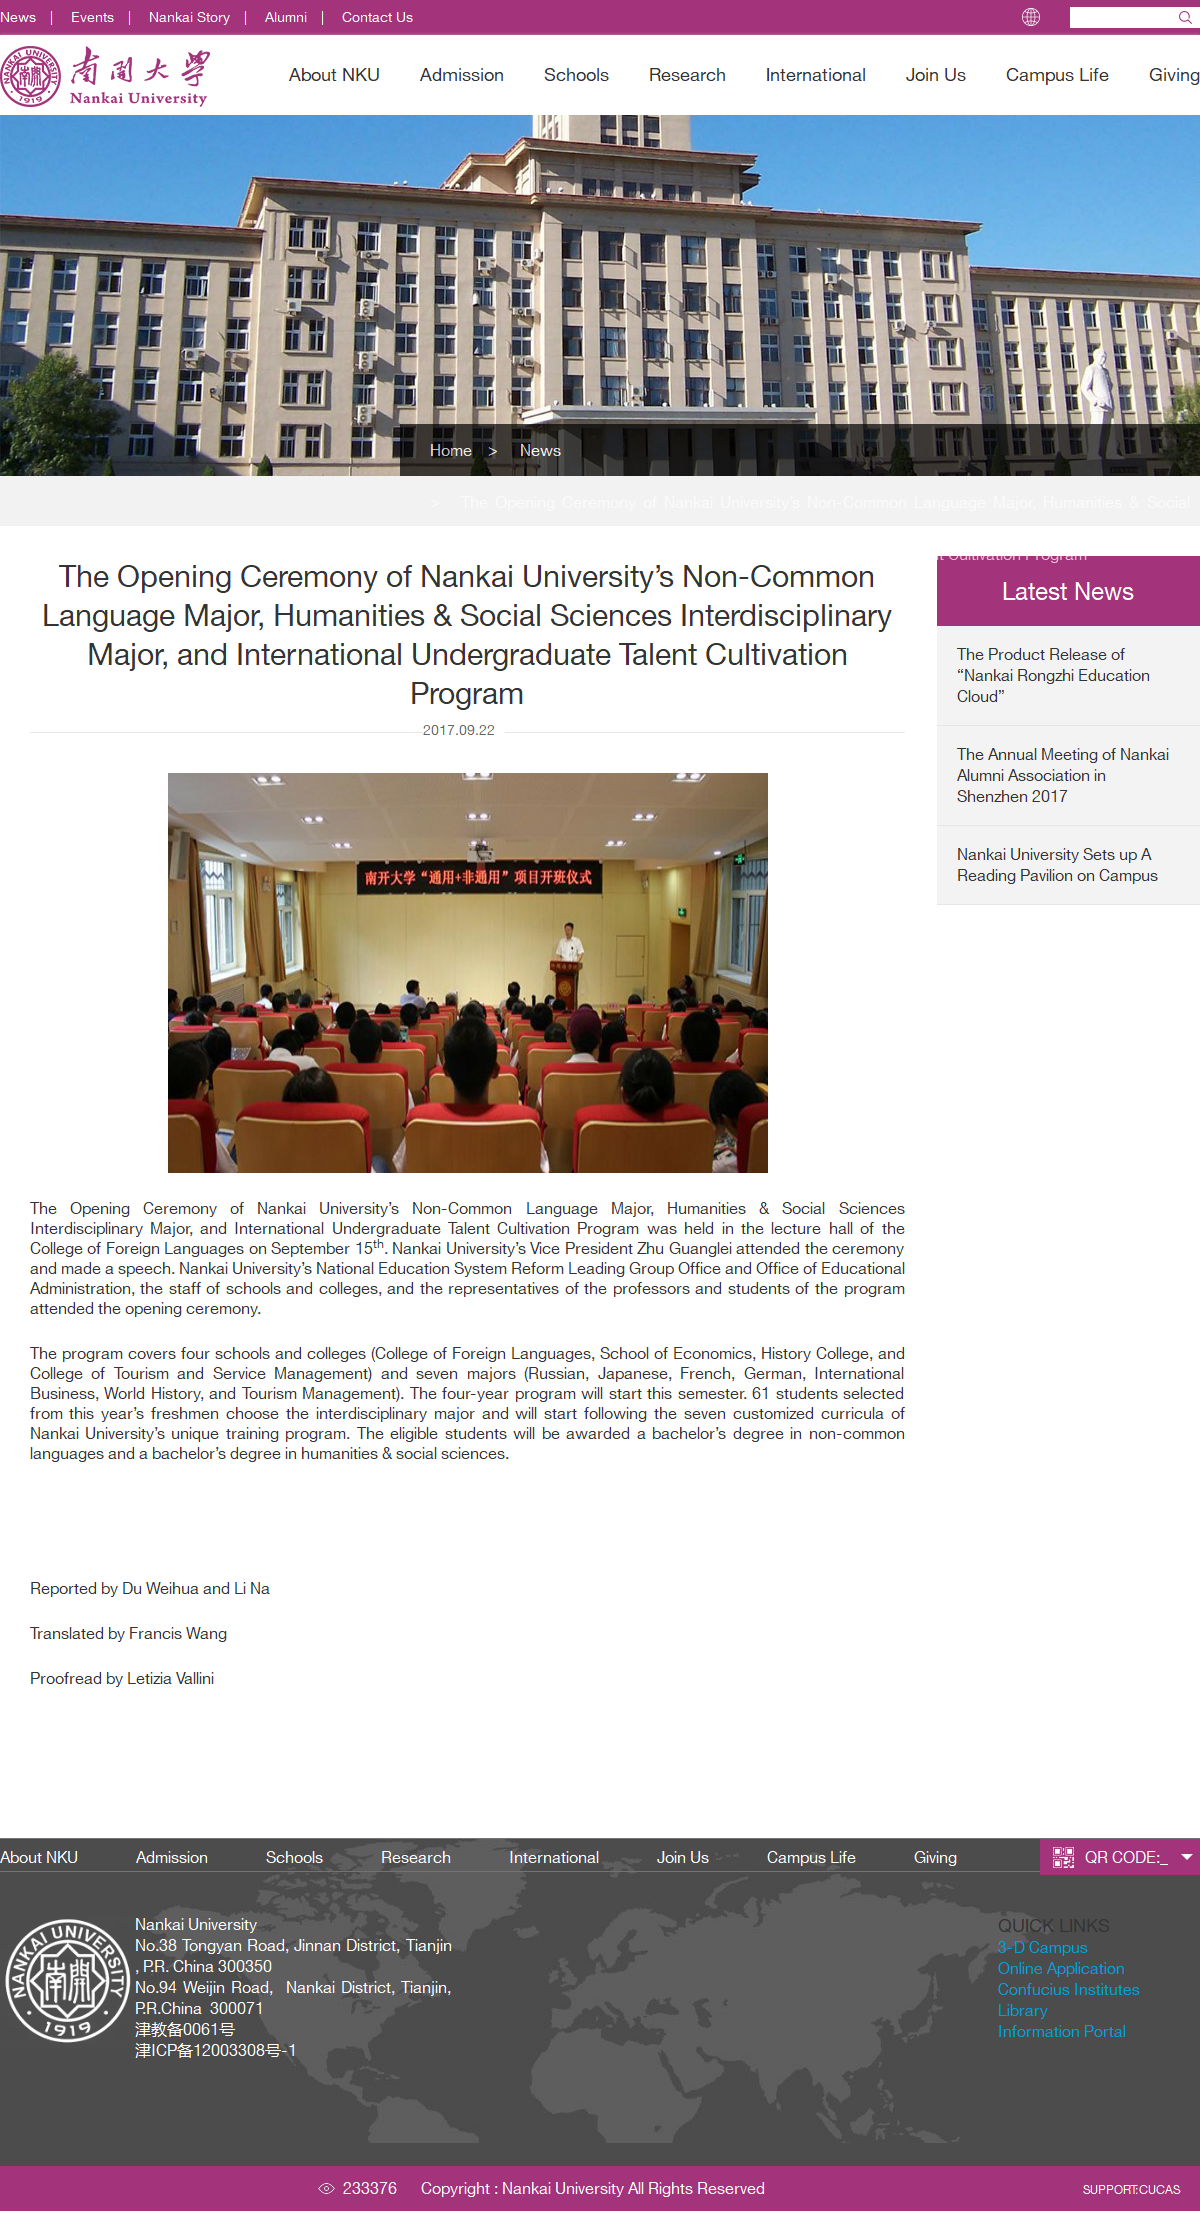 News | Events | Nankai Story | Alumni | Contact Us
NANKAI UNIVERSITY
1919
南開大學
Nankai University
About NKU Admission Schools Research International Join Us Campus Life Giving
Home > News
> The Opening Ceremony of Nankai University’s Non-Common Language Major, Humanities & Social
t Cultivation Program
The Opening Ceremony of Nankai University’s Non-Common
Language Major, Humanities & Social Sciences Interdisciplinary
Major, and International Undergraduate Talent Cultivation
Program
2017.09.22
Latest News
The Product Release of
“Nankai Rongzhi Education
Cloud”
The Annual Meeting of Nankai
Alumni Association in
Shenzhen 2017
Nankai University Sets up A
Reading Pavilion on Campus
南开大学“通用+非通用”项目开班仪式
The Opening Ceremony of Nankai University’s Non-Common Language Major, Humanities & Social Sciences
Interdisciplinary Major, and International Undergraduate Talent Cultivation Program was held in the lecture hall of the
College of Foreign Languages on September 15th. Nankai University’s Vice President Zhu Guanglei attended the ceremony
and made a speech. Nankai University’s National Education System Reform Leading Group Office and Office of Educational
Administration, the staff of schools and colleges, and the representatives of the professors and students of the program
attended the opening ceremony.
The program covers four schools and colleges (College of Foreign Languages, School of Economics, History College, and
College of Tourism and Service Management) and seven majors (Russian, Japanese, French, German, International
Business, World History, and Tourism Management). The four-year program will start this semester. 61 students selected
from this year’s freshmen choose the interdisciplinary major and will start following the seven customized curricula of
Nankai University’s unique training program. The eligible students will be awarded a bachelor’s degree in non-common
languages and a bachelor’s degree in humanities & social sciences.
Reported by Du Weihua and Li Na
Translated by Francis Wang
Proofread by Letizia Vallini
About NKU Admission Schools Research International Join Us Campus Life Giving QR CODE:_
NANKAI UNIVERSITY
南開
1919
Nankai University
No.38 Tongyan Road, Jinnan District, Tianjin
, P.R. China 300350
No.94 Weijin Road, Nankai District, Tianjin,
P.R.China 300071
津教备0061号
津ICP备12003308号-1
QUICK LINKS
3-D Campus
Online Application
Confucius Institutes
Library
Information Portal
233376 Copyright : Nankai University All Rights Reserved
SUPPORT:CUCAS